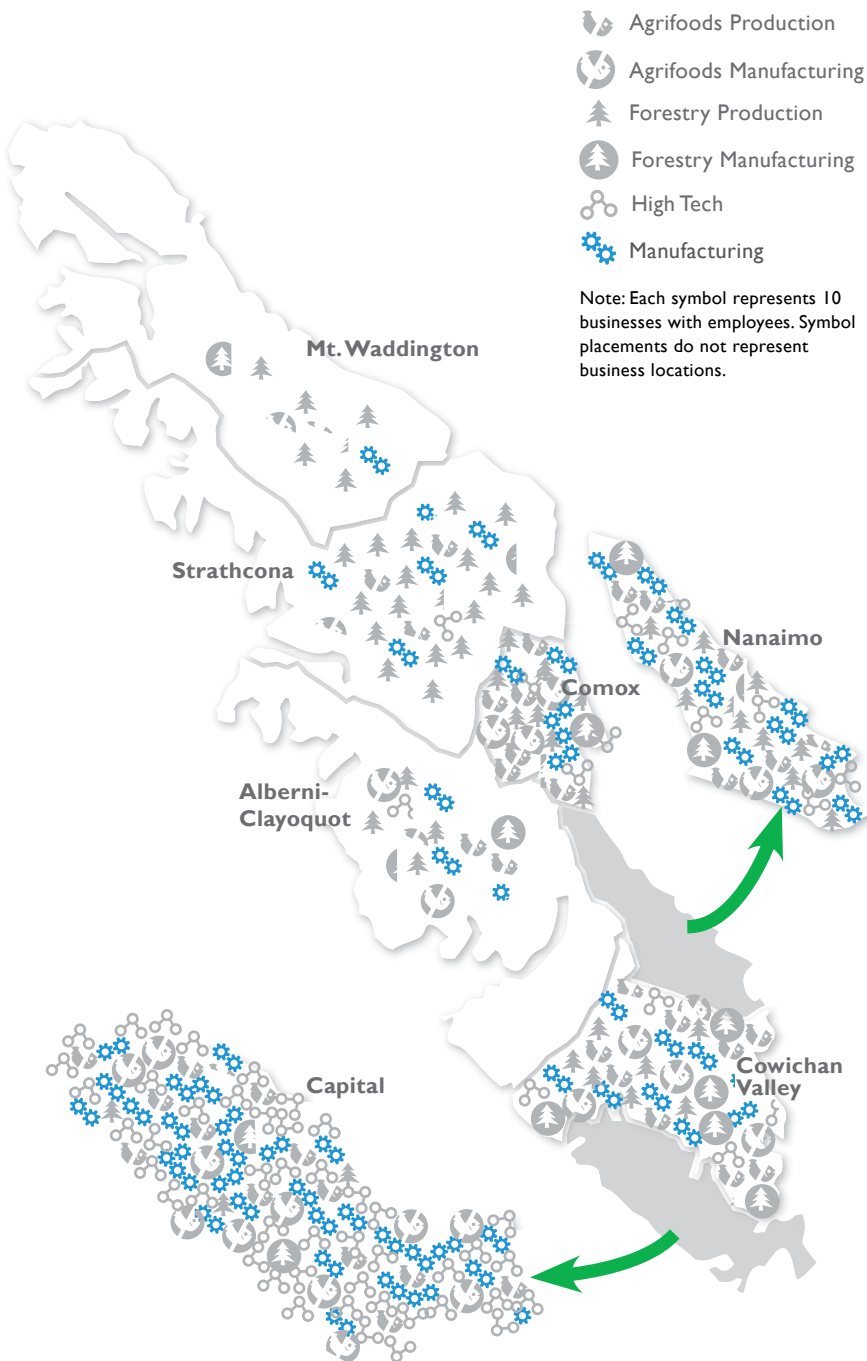 Agrifoods Production
Agrifoods Manufacturing
Forestry Production
Forestry Manufacturing
High Tech
Manufacturing
Note: Each symbol represents 10
businesses with employees. Symbol
placements do not represent
business locations.
Mt. Waddington
Strathcona
Nanaimo
Comox
Alberni-
Clayoquot
Capital
Cowichan
Valley